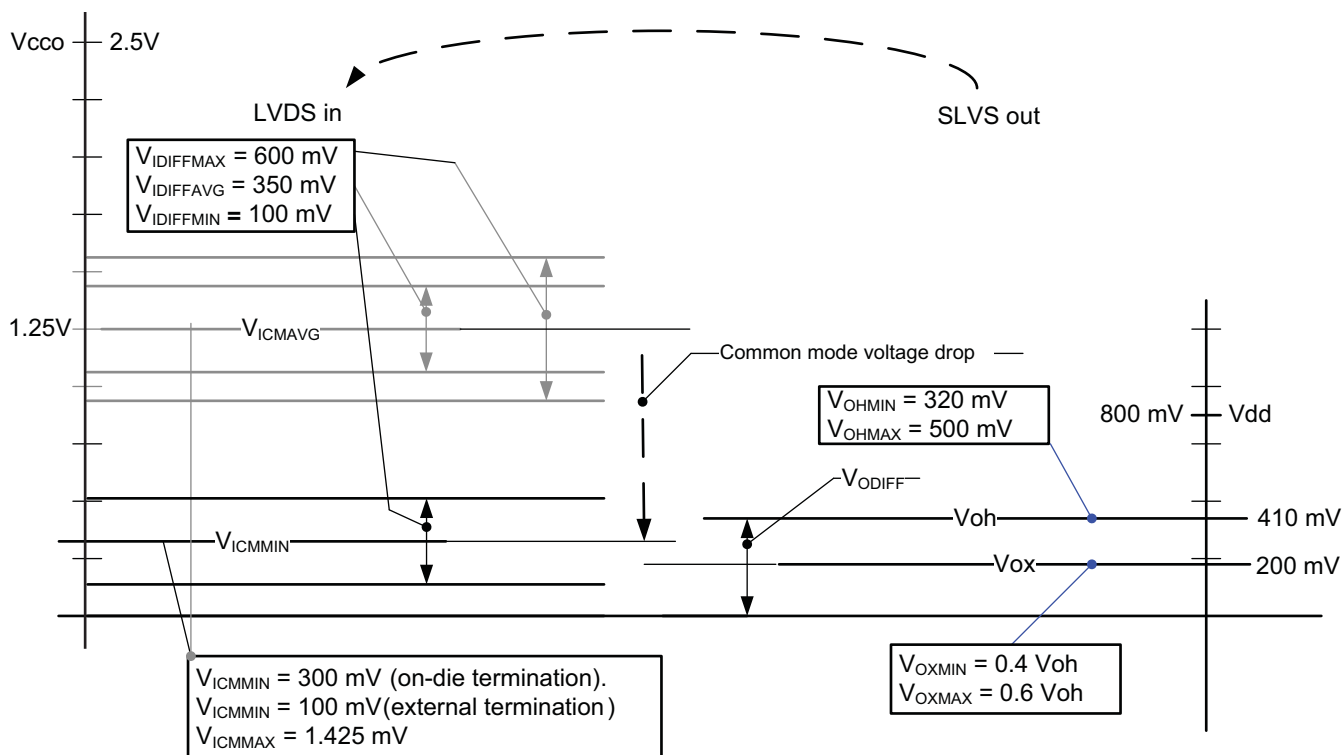 Vcco 2.5V
LVDS in
SLVS out
VIDIFFMAX = 600 mV
VIDIFFAVG = 350 mV
VIDIFFMIN = 100 mV
1.25V
VICMAVG
Common mode voltage drop
VOHMIN = 320 mV
VOHMAX = 500 mV
800 mV Vdd
VODIFF
Voh
410 mV
VICMMIN
Vox
200 mV
VICMMIN = 300 mV (on-die termination).
VICMMIN = 100 mV(external termination)
VICMMAX = 1.425 mV
VOXMIN = 0.4 Voh
VOXMAX = 0.6 Voh